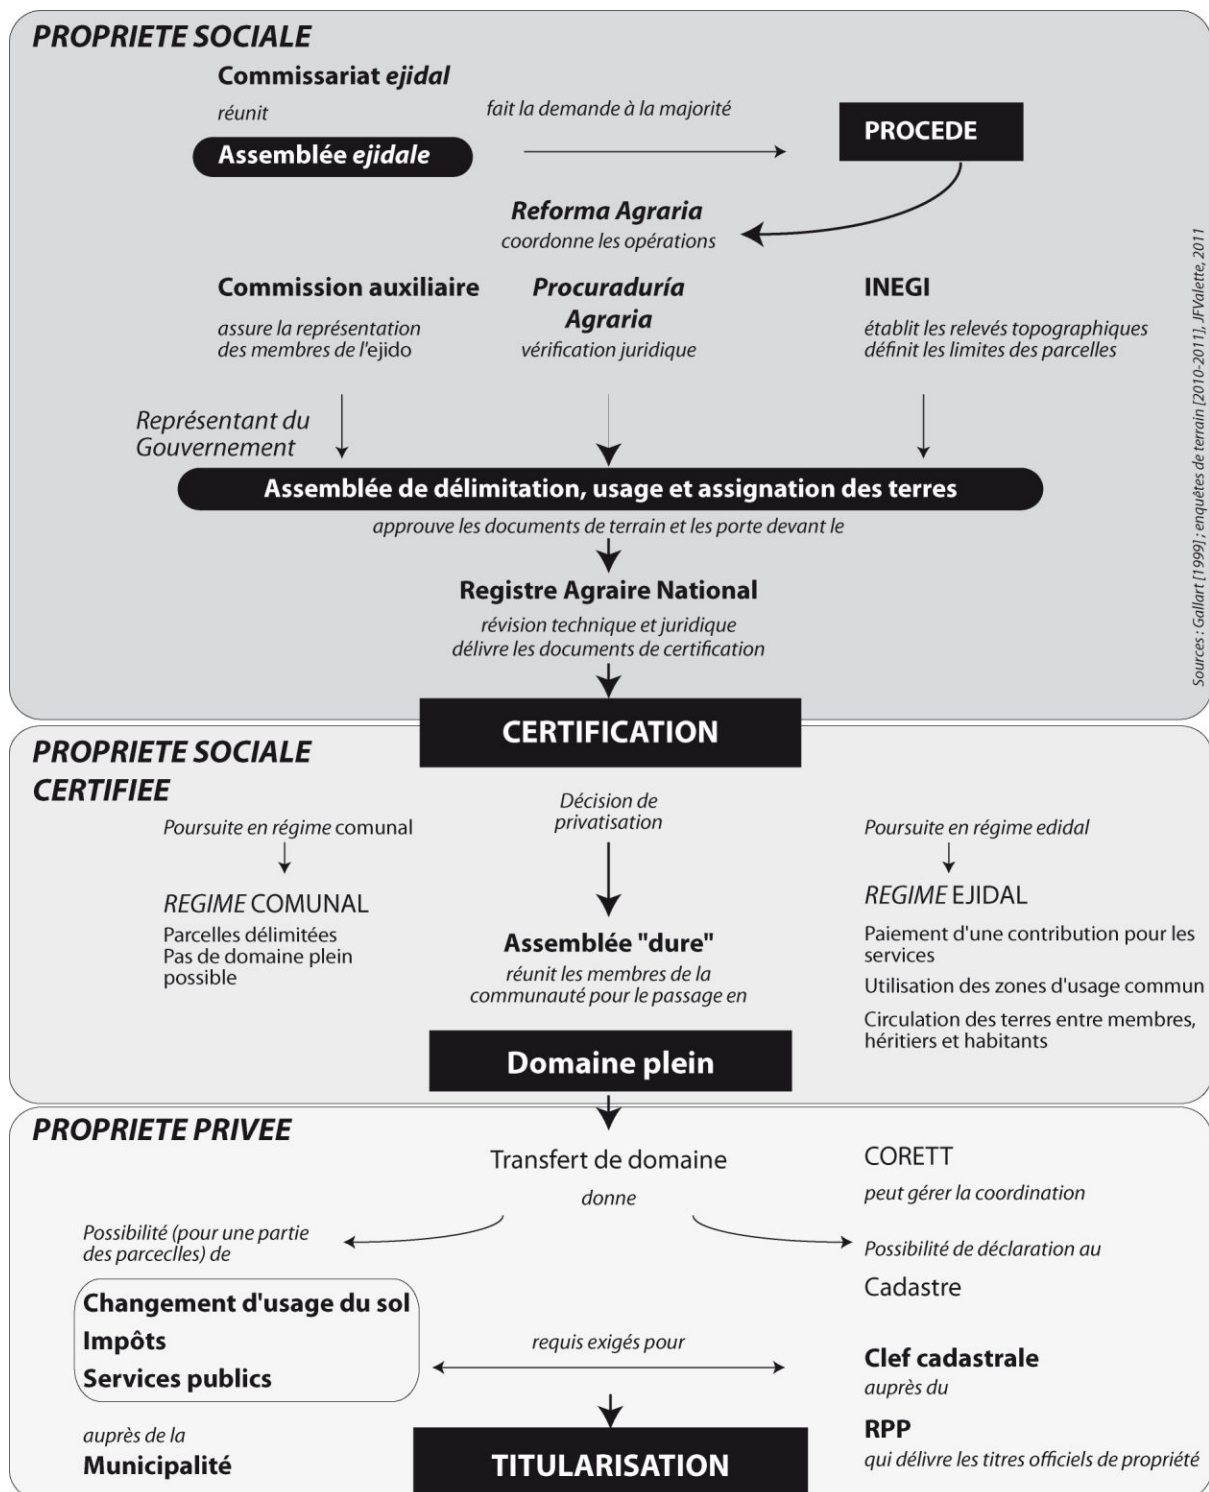 PROPRIETE SOCIALE
Commissariat ejidal
réunit
fait la demande à la majorité
Assemblée ejidale
PROCEDE
Reforma Agraria
coordonne les opérations
Commission auxiliaire
assure la représentation
des membres de l'ejido
Procuraduría
Agraria
vérification juridique
INEGI
établit les relevés topographiques
définit les limites des parcelles
Représentant du
Gouvernement
Assemblée de délimitation, usage et assignation des terres
approuve les documents de terrain et les porte devant le
Registre Agraire National
révision technique et juridique
délivre les documents de certification
Sources : Gallart [1999] ; enquêtes de terrain [2010-2011], JFValette, 2011
CERTIFICATION
PROPRIETE SOCIALE
CERTIFIEE
Poursuite en régime comunal
REGIME COMUNAL
Parcelles délimitées
Pas de domaine plein
possible
Décision de
privatisation
Assemblée "dure"
réunit les membres de la
communauté pour le passage en
Poursuite en régime edidal
REGIME EJIDAL
Paiement d'une contribution pour les
services
Utilisation des zones d'usage commun
Circulation des terres entre membres,
héritiers et habitants
Domaine plein
PROPRIETE PRIVEE
Transfert de domaine
donne
CORETT
peut gérer la coordination
Possibilité (pour une partie
des parceclles) de
Possibilité de déclaration au
Cadastre
Changement d'usage du sol
Impôts
Services publics
requis exigés pour
Clef cadastrale
auprès du
auprès de la
Municipalité
TITULARISATION
RPP
qui délivre les titres officiels de propriété